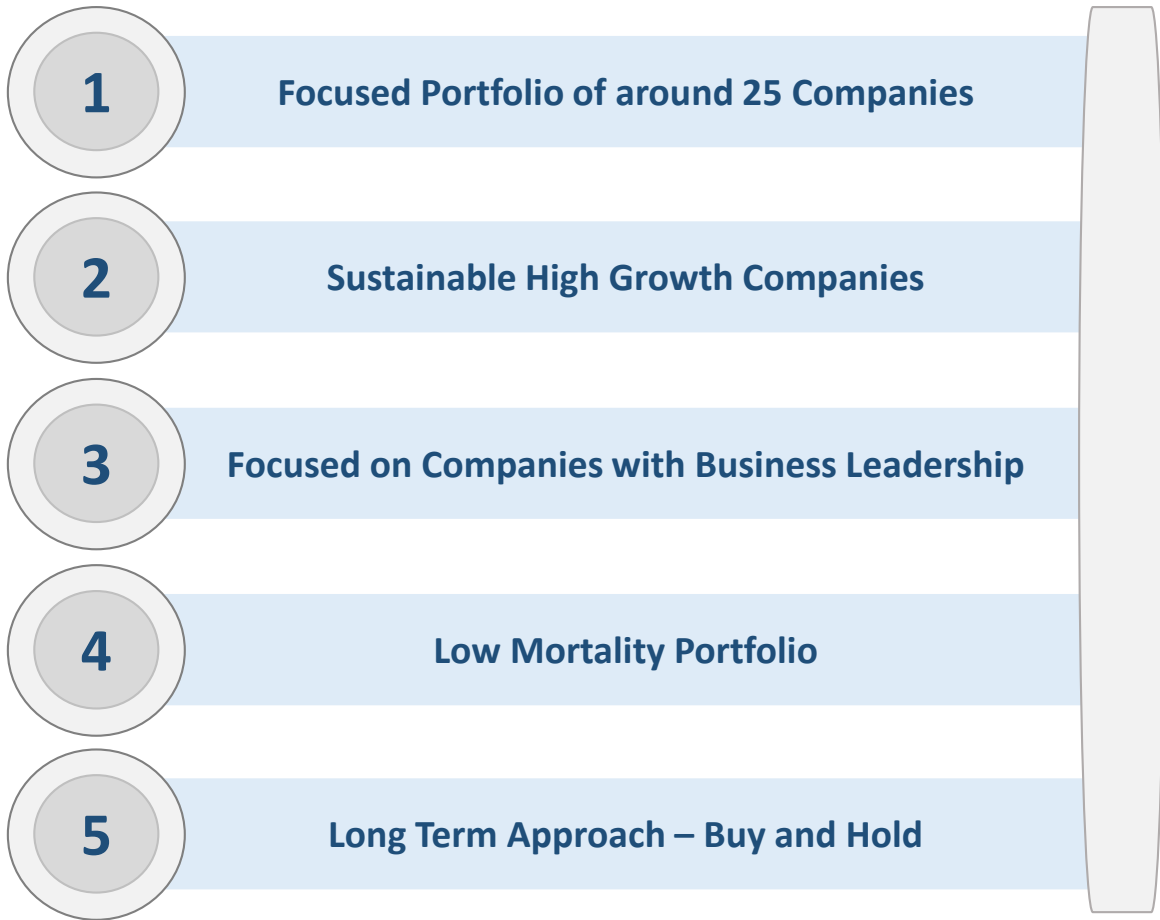 1
Focused Portfolio of around 25 Companies
2
Sustainable High Growth Companies
3
Focused on Companies with Business Leadership
4
Low Mortality Portfolio
5
Long Term Approach – Buy and Hold